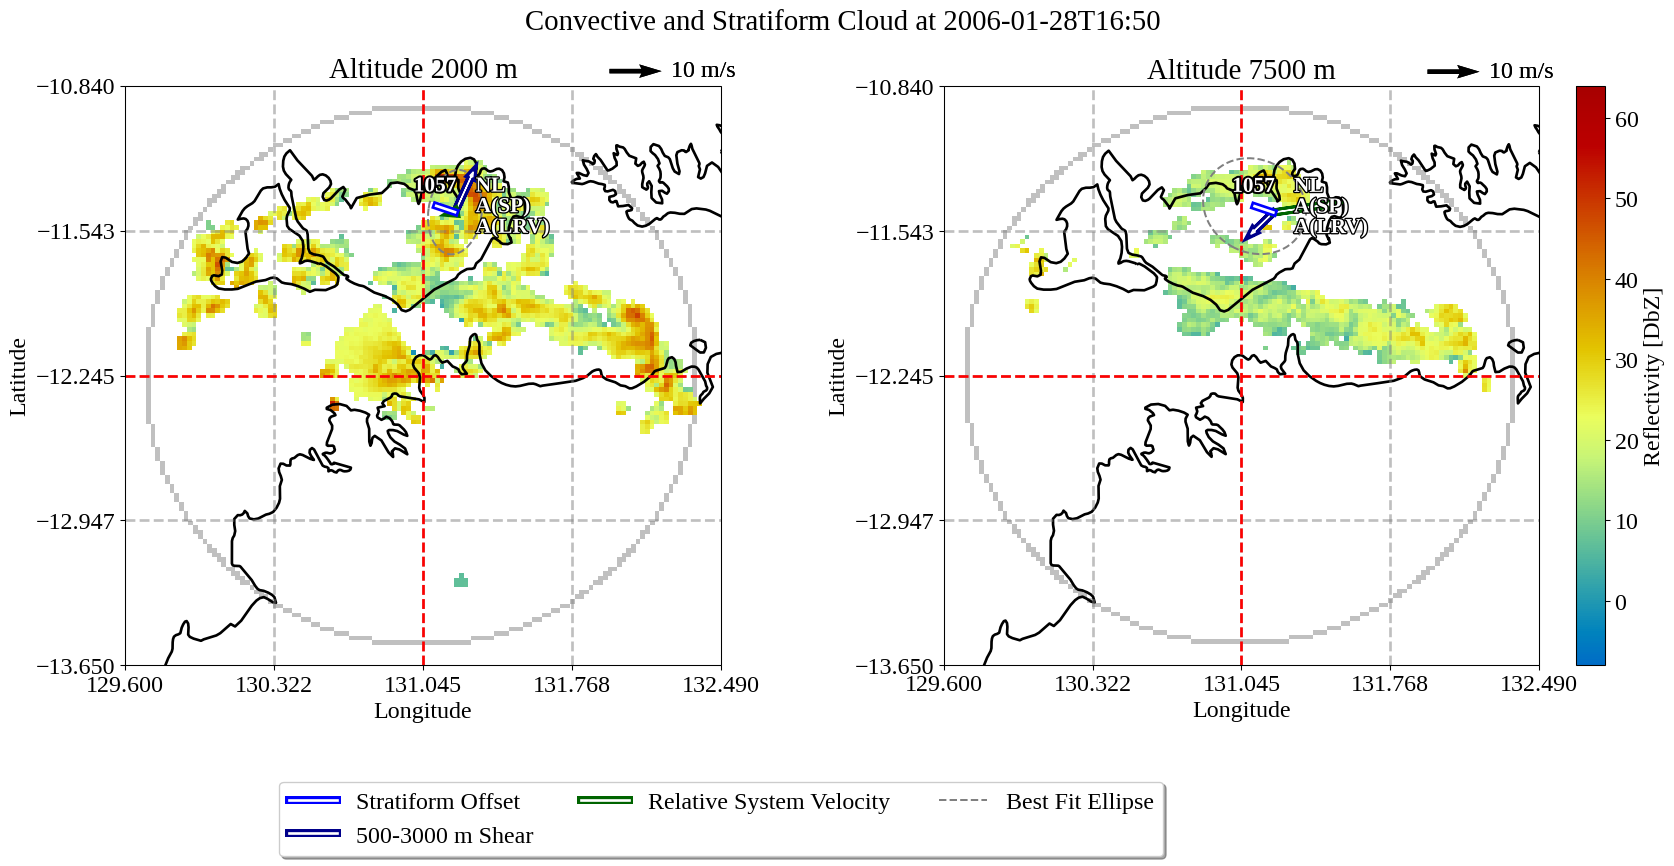 Convective and Stratiform Cloud at 2006-01-28T16:50
Altitude 2000 m
10 m/s
−10.840
−11.543
−12.245
−12.947
−13.650
129.600
130.322
131.045
131.768
132.490
Latitude
Longitude
1057
NL
A(SP)
A(LRV)
Altitude 7500 m
10 m/s
−10.840
−11.543
−12.245
−12.947
−13.650
129.600
130.322
131.045
131.768
132.490
Latitude
Longitude
1057
NL
A(SP)
A(LRV)
60
50
40
30
20
10
0
Reflectivity [DbZ]
Stratiform Offset
500-3000 m Shear
Relative System Velocity
Best Fit Ellipse